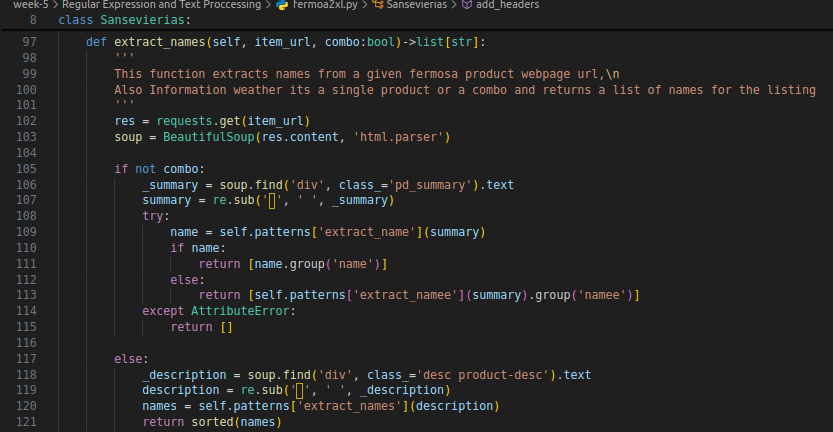 week-5 > Regular Expression and Text Proccessing > fermoa2xl.py > Sansevierias > add_headers
8 class Sansevierias:
97 def extract_names(self, item_url, combo:bool)->list[str]:
98 '''
99 This function extracts names from a given fermosa product webpage url,\n
100 Also Information weather its a single product or a combo and returns a list of names for the listing
101 '''
102 res = requests.get(item_url)
103 soup = BeautifulSoup(res.content, 'html.parser')
104
105 if not combo:
106 _summary = soup.find('div', class_='pd_summary').text
107 summary = re.sub(' ', ' ', _summary)
108 try:
109 name = self.patterns['extract_name'](summary)
110 if name:
111 return [name.group('name')]
112 else:
113 return [self.patterns['extract_namee'](summary).group('namee')]
114 except AttributeError:
115 return []
116
117 else:
118 _description = soup.find('div', class_='desc product-desc').text
119 description = re.sub(' ', ' ', _description)
120 names = self.patterns['extract_names'](description)
121 return sorted(names)